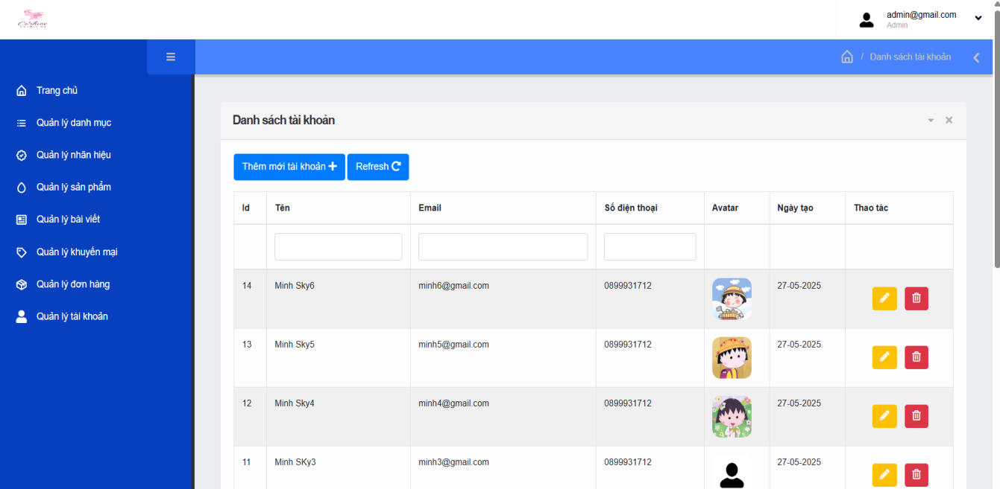 Corhine
admin@gmail.com
Admin
/ Danh sách tài khoản
Trang chủ
Quản lý danh mục
Quản lý nhãn hiệu
Quản lý sản phẩm
Quản lý bài viết
Quản lý khuyến mại
Quản lý đơn hàng
Quản lý tài khoản
Danh sách tài khoản
Thêm mới tài khoản
Refresh
Id Tên Email Số điện thoại Avatar Ngày tạo Thao tác
14 Minh Sky6 minh6@gmail.com 0899931712 27-05-2025
13 Minh Sky5 minh5@gmail.com 0899931712 27-05-2025
12 Minh Sky4 minh4@gmail.com 0899931712 27-05-2025
11 Minh SKy3 minh3@gmail.com 0899931712 27-05-2025